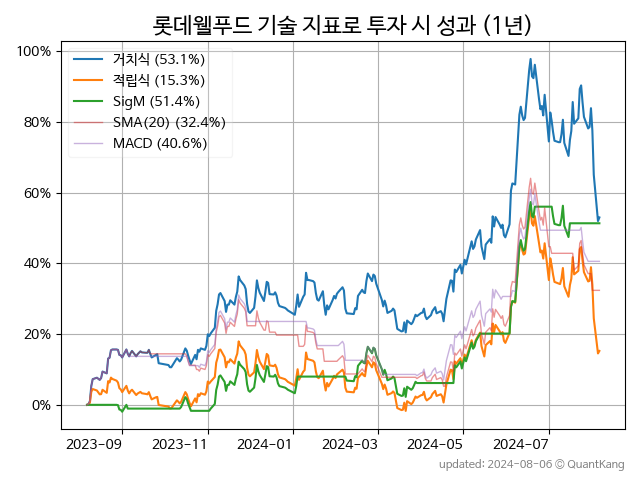 롯데웰푸드 기술 지표로 투자 시 성과 (1년)
거치식 (53.1%)
적립식 (15.3%)
SigM (51.4%)
SMA(20) (32.4%)
MACD (40.6%)
100%
80%
60%
40%
20%
0%
2023-09 2023-11 2024-01 2024-03 2024-05 2024-07
updated: 2024-08-06 © QuantKang